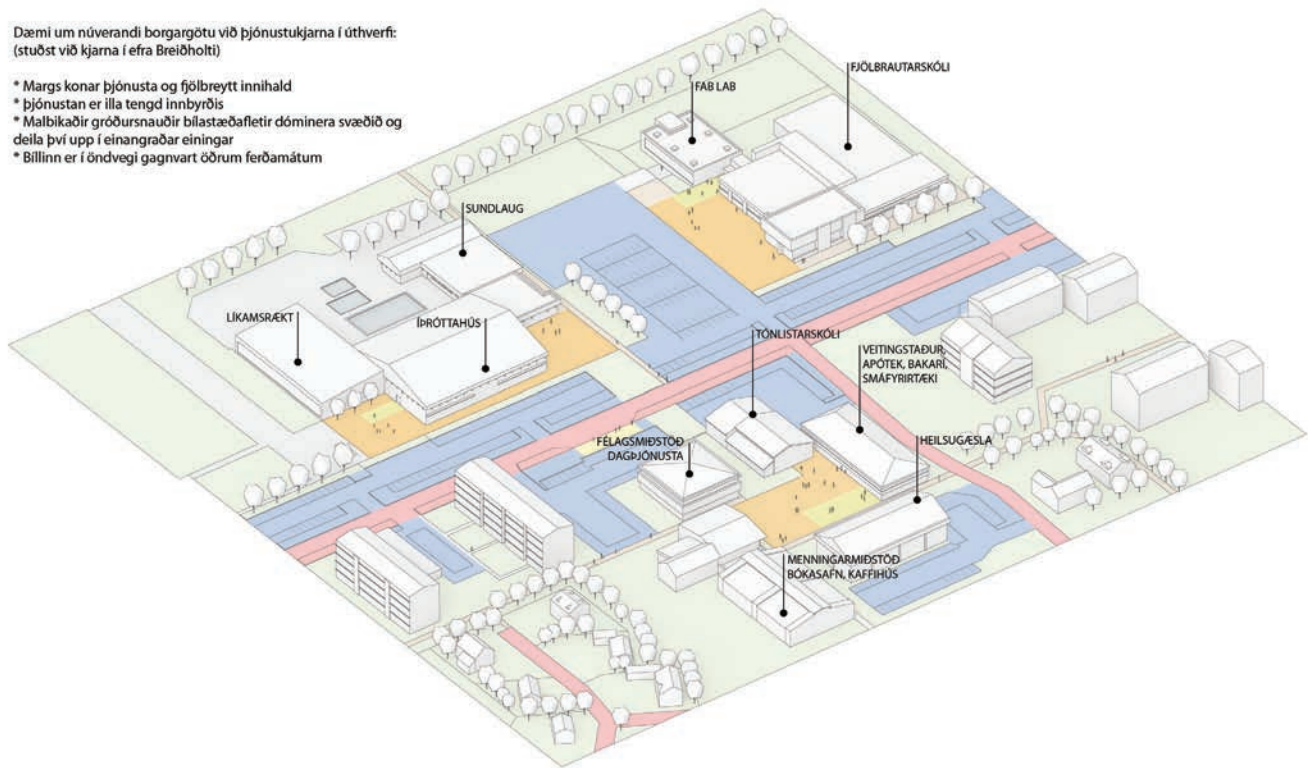 Dæmi um núverandi borgargötu við þjónustukjarna í úthverfi:
(stuðst við kjarna í efra Breiðholti)
* Margs konar þjónusta og fjölbreytt innihald
* þjónustan er illa tengd innbyrðis
* Malbikaðir gróðursnauðir bílastæðafletir dóminera svæðið og
deila því upp í einangraðar einingar
* Bíllinn er í öndvegi gagnvart öðrum ferðamátum
FJÖLBRAUTARSKÓLI
FAB LAB
SUNDLAUG
LÍKAMSRÆKT
ÍÞRÓTTAHÚS
TÓNLISTARSKÓLI
VEITINGSTAÐUR,
APÓTEK, BAKARÍ,
SMÁFYRIRTÆKI
FÉLAGSMIÐSTÖÐ
DAGÞJÓNUSTA
HEILSUGÆSLA
MENNINGARMIÐSTÖÐ
BÓKASAFN, KAFFIHÚS